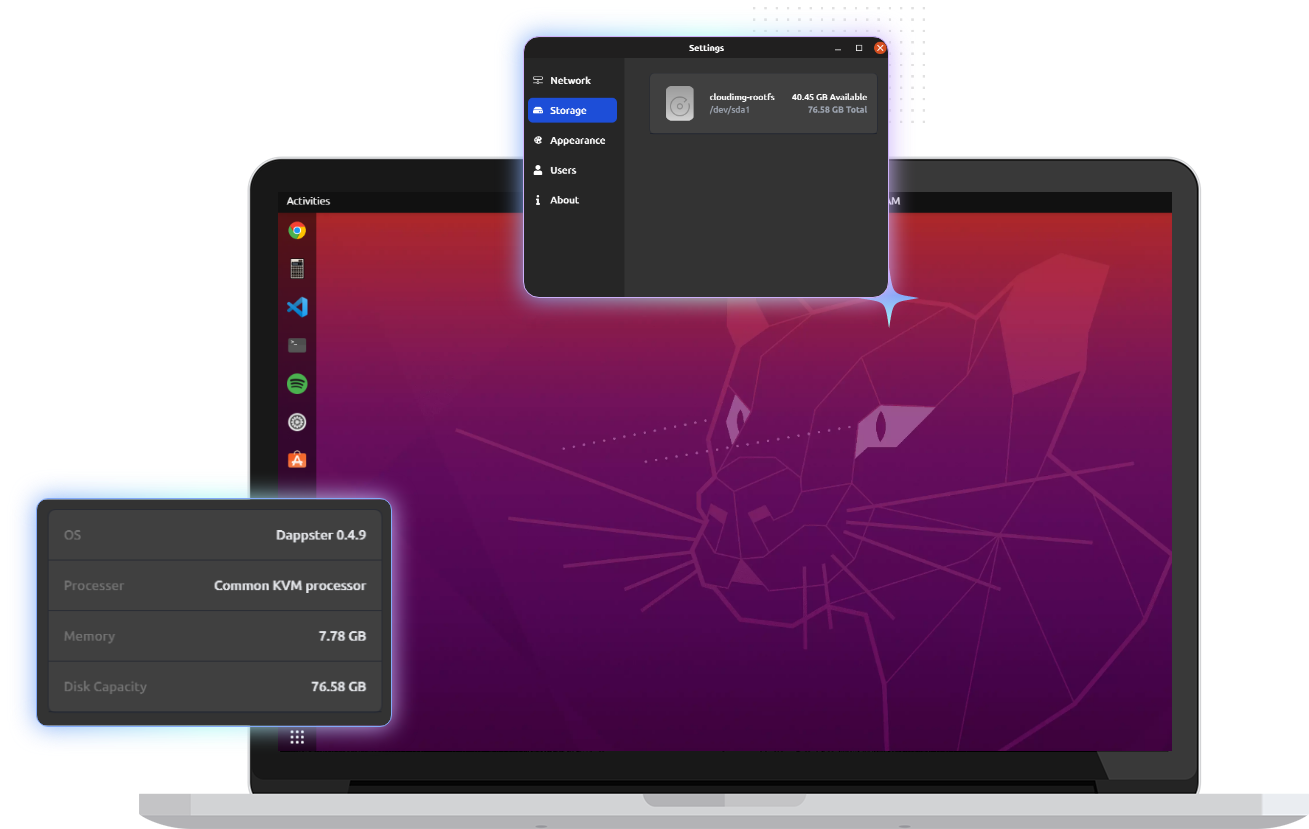 Settings
Network
Storage
Appearance
Users
About
cloudimg-rootfs 40.45 GB Available
/dev/sda1 76.58 GB Total
Activities AM
OS Dappster 0.4.9
Processer Common KVM processor
Memory 7.78 GB
Disk Capacity 76.58 GB